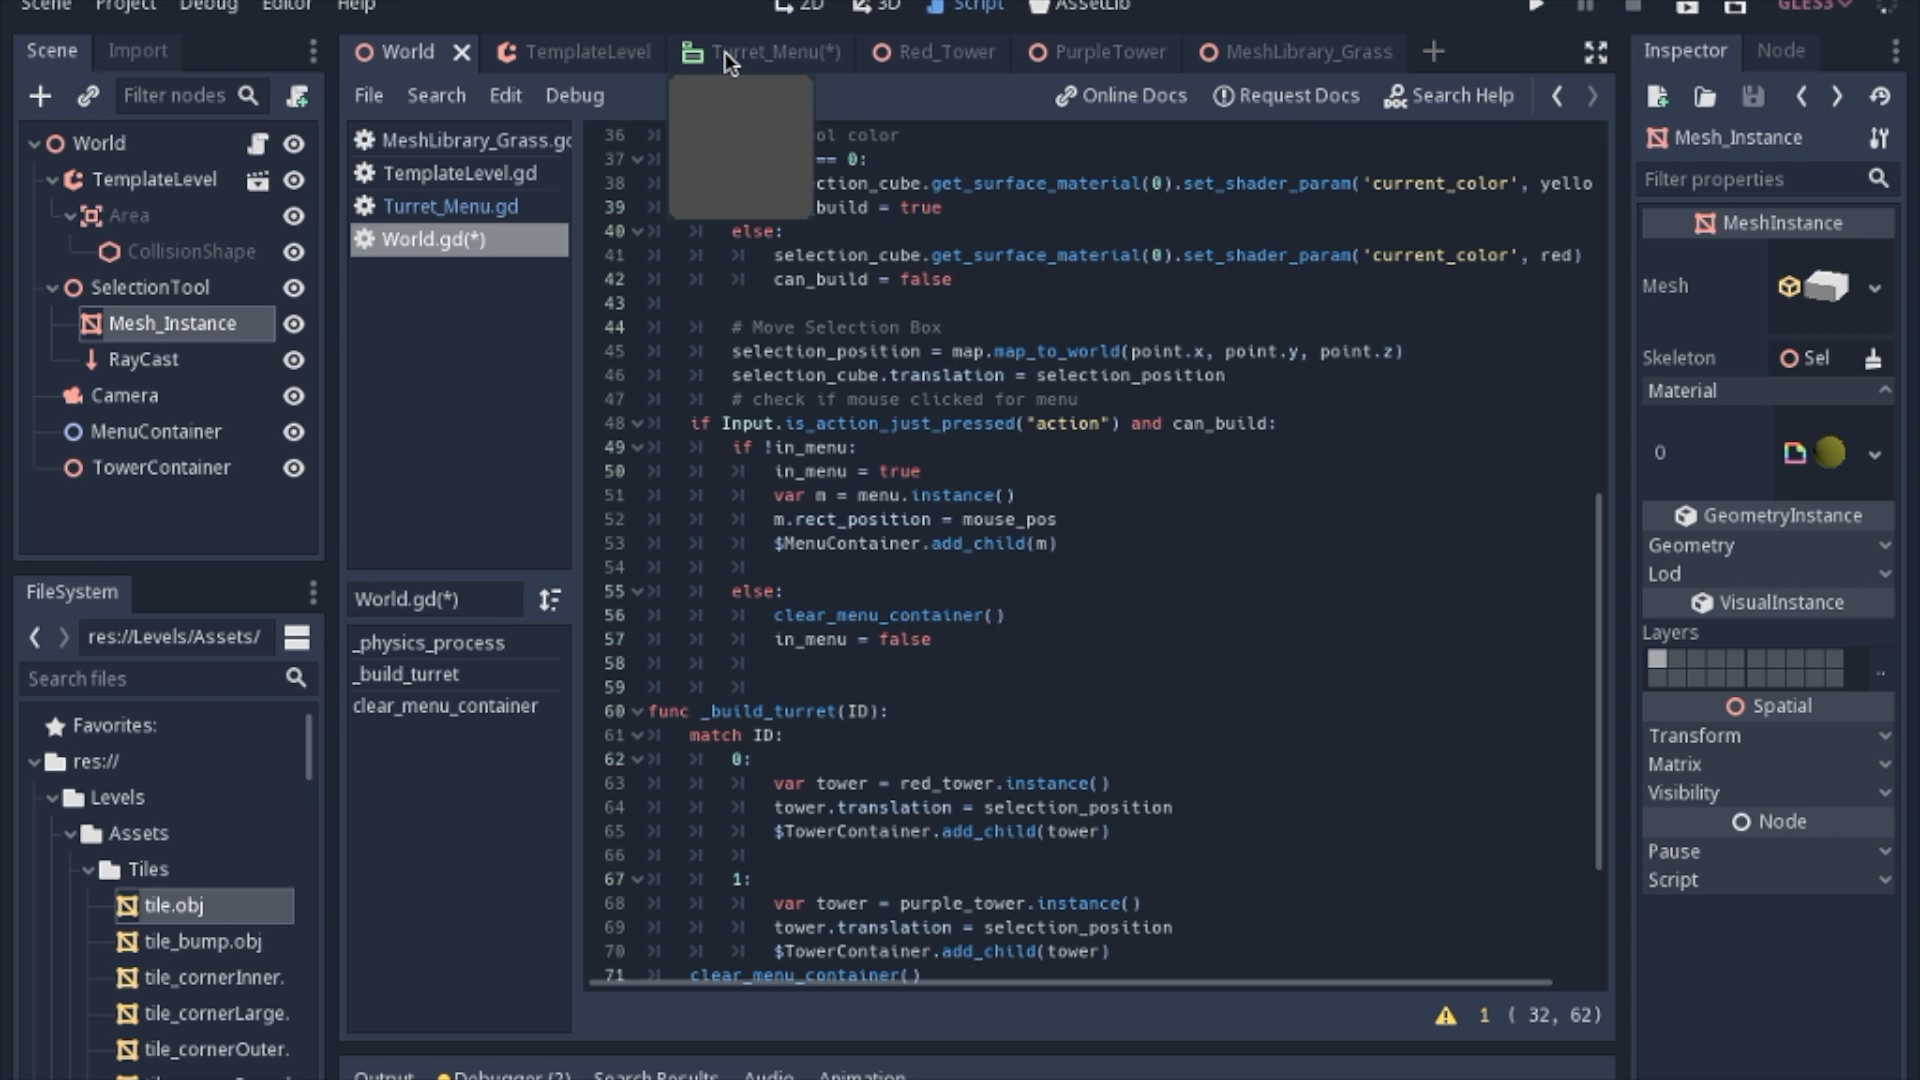 Scene Project Debug Editor Help 2D 3D Script AssetLib GLES3
Scene Import
World TemplateLevel Turret_Menu(*) Red_Tower PurpleTower MeshLibrary_Grass
Inspector Node
Filter nodes
File Search Edit Debug Online Docs Request Docs Search Help
World
TemplateLevel
Area
CollisionShape
SelectionTool
Mesh_Instance
RayCast
Camera
MenuContainer
TowerContainer
FileSystem
res://Levels/Assets/
Search files
Favorites:
res://
Levels
Assets
Tiles
tile.obj
tile_bump.obj
tile_cornerInner.
tile_cornerLarge.
tile_cornerOuter.
MeshLibrary_Grass.gd
TemplateLevel.gd
Turret_Menu.gd
World.gd(*)
World.gd(*)
_physics_process
_build_turret
clear_menu_container
36 ol color
37 == 0:
38 ction_cube.get_surface_material(0).set_shader_param('current_color', yello
39 build = true
40 else:
41 selection_cube.get_surface_material(0).set_shader_param('current_color', red)
42 can_build = false
43
44 # Move Selection Box
45 selection_position = map.map_to_world(point.x, point.y, point.z)
46 selection_cube.translation = selection_position
47 # check if mouse clicked for menu
48 if Input.is_action_just_pressed("action") and can_build:
49 if !in_menu:
50 in_menu = true
51 var m = menu.instance()
52 m.rect_position = mouse_pos
53 $MenuContainer.add_child(m)
54
55 else:
56 clear_menu_container()
57 in_menu = false
58
59
60 func _build_turret(ID):
61 match ID:
62 0:
63 var tower = red_tower.instance()
64 tower.translation = selection_position
65 $TowerContainer.add_child(tower)
66
67 1:
68 var tower = purple_tower.instance()
69 tower.translation = selection_position
70 $TowerContainer.add_child(tower)
71 clear_menu_container()
1 ( 32, 62)
Output Debugger (2) Search Results Audio Animation
Mesh_Instance
Filter properties
MeshInstance
Mesh
Skeleton Sel
Material
0
GeometryInstance
Geometry
Lod
VisualInstance
Layers
..
Spatial
Transform
Matrix
Visibility
Node
Pause
Script